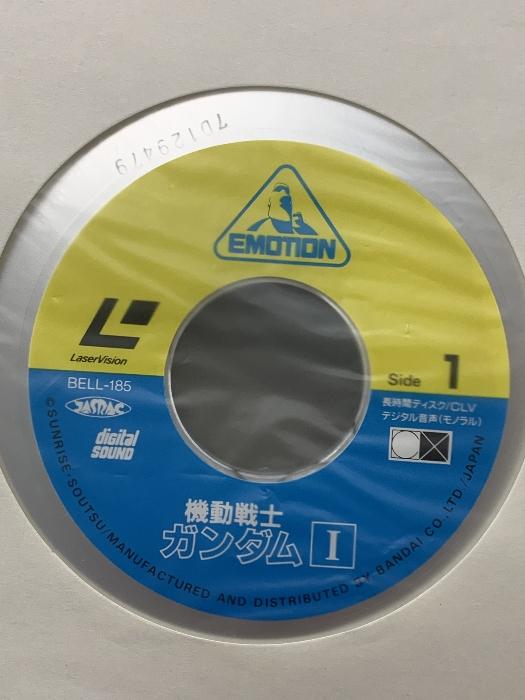 7D129479
EMOTION
LaserVision
BELL-185
JASRAC
digital
SOUND
Side 1
長時間ディスク/CLV
デジタル音声(モノラル)
機動戦士
ガンダム I
©SUNRISE・SOUTSU/MANUFACTURED AND DISTRIBUTED BY BANDAI CO., LTD./JAPAN